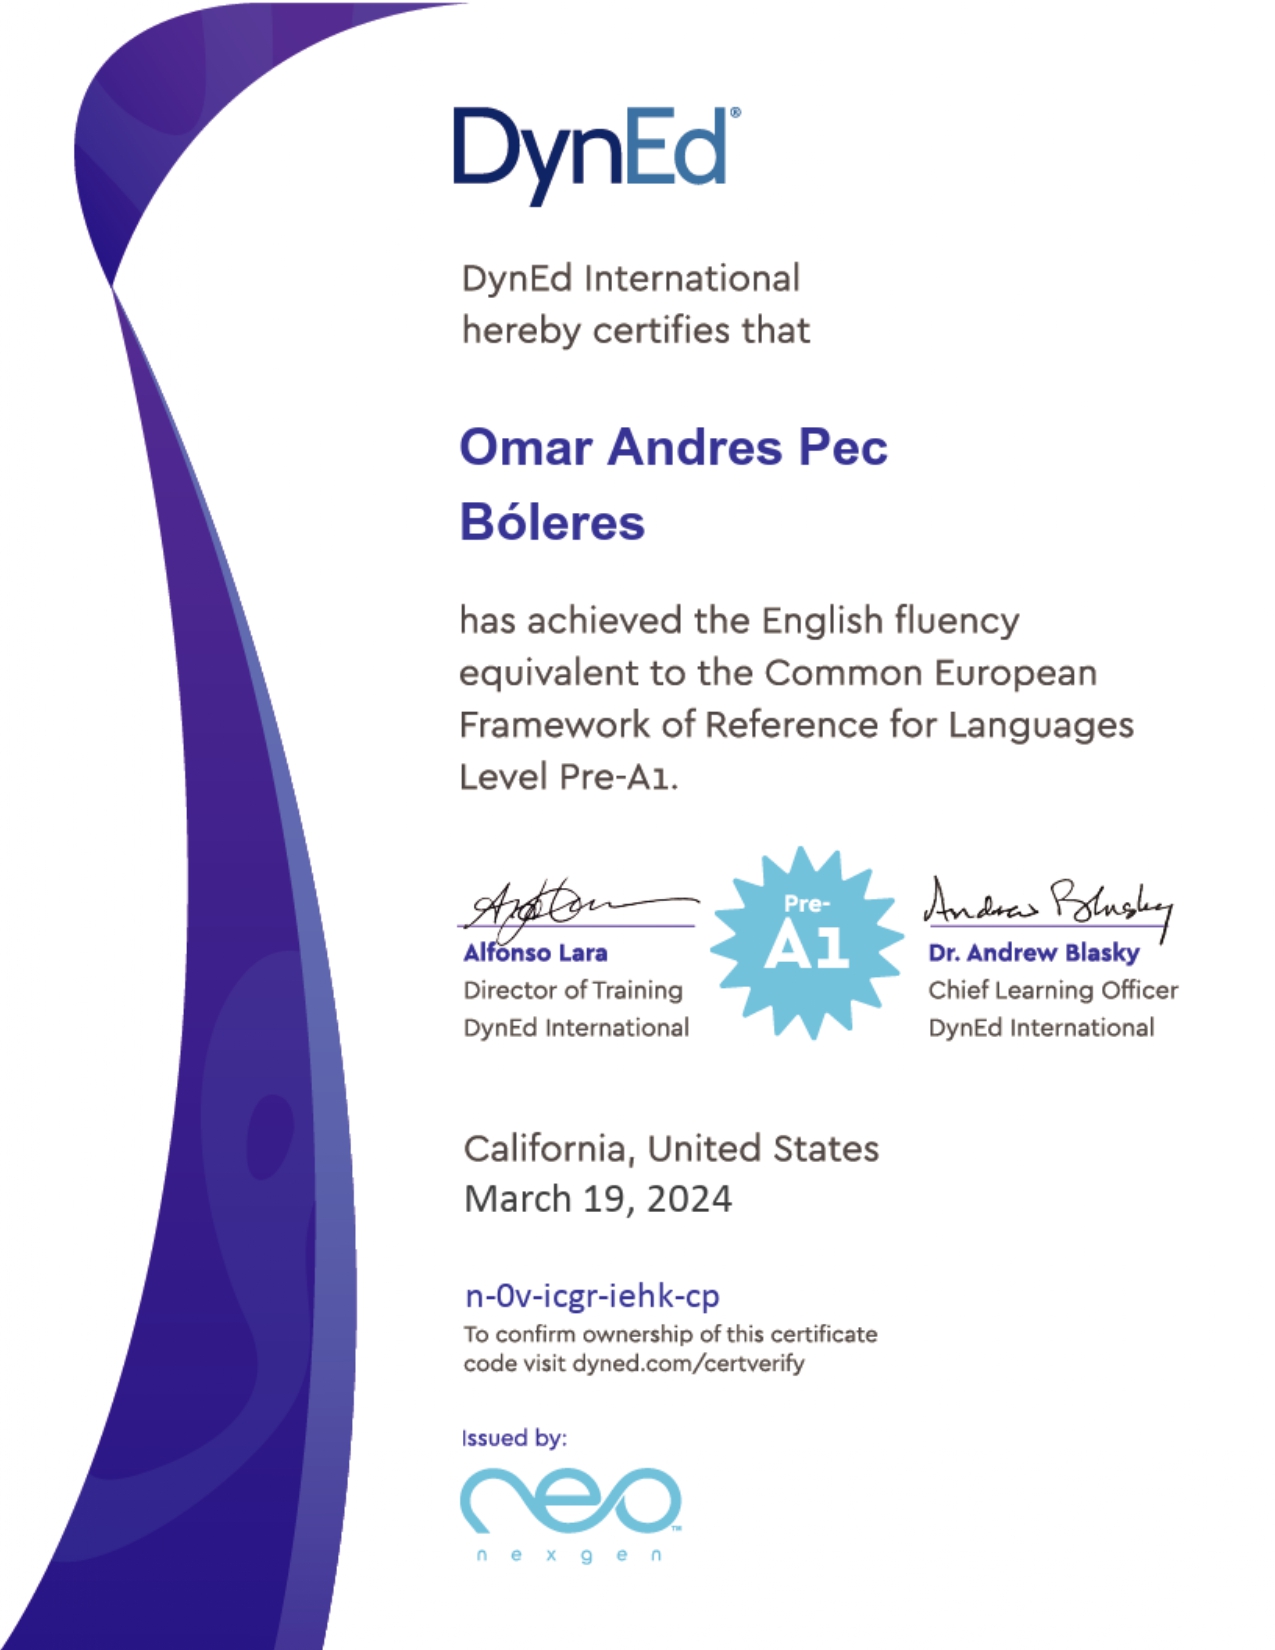 DynEd®
DynEd International
hereby certifies that
Omar Andres Pec
Bóleres
has achieved the English fluency
equivalent to the Common European
Framework of Reference for Languages
Level Pre-A1.
Pre-
A1
Andrew Blasky
Alfonso Lara
Director of Training
DynEd International
Dr. Andrew Blasky
Chief Learning Officer
DynEd International
California, United States
March 19, 2024
n-0v-icgr-iehk-cp
To confirm ownership of this certificate
code visit dyned.com/certverify
Issued by:
neo™
nexgen